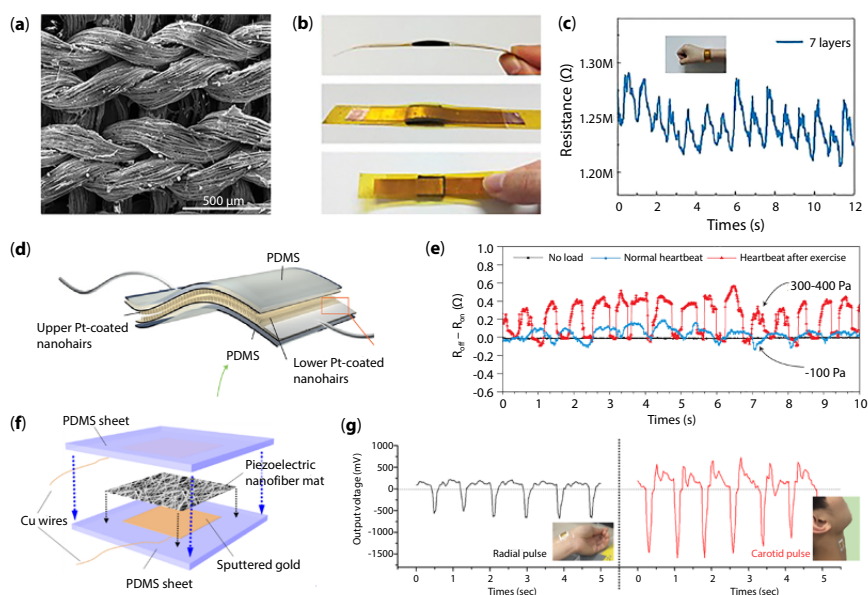 (a)
500 µm
(b)
(c)
7 layers
Resistance (Ω)
1.30M
1.25M
1.20M
0 2 4 6 8 10 12
Times (s)
(d)
PDMS
Upper Pt-coated
nanohairs
PDMS
Lower Pt-coated
nanohairs
(e)
No load Normal heartbeat Heartbeat after exercise
300-400 Pa
-100 Pa
Roff – Ron (Ω)
1.0
0.8
0.6
0.4
0.2
0.0
-0.2
-0.4
-0.6
0 1 2 3 4 5 6 7 8 9 10
Times (s)
(f)
PDMS sheet
Piezoelectric
nanofiber mat
Cu wires
Sputtered gold
PDMS sheet
(g)
Output voltage (mV)
1000
500
0
-500
-1000
-1500
Radial pulse
Carotid pulse
0 1 2 3 4 5 0 1 2 3 4 5
Times (sec) Times (sec)